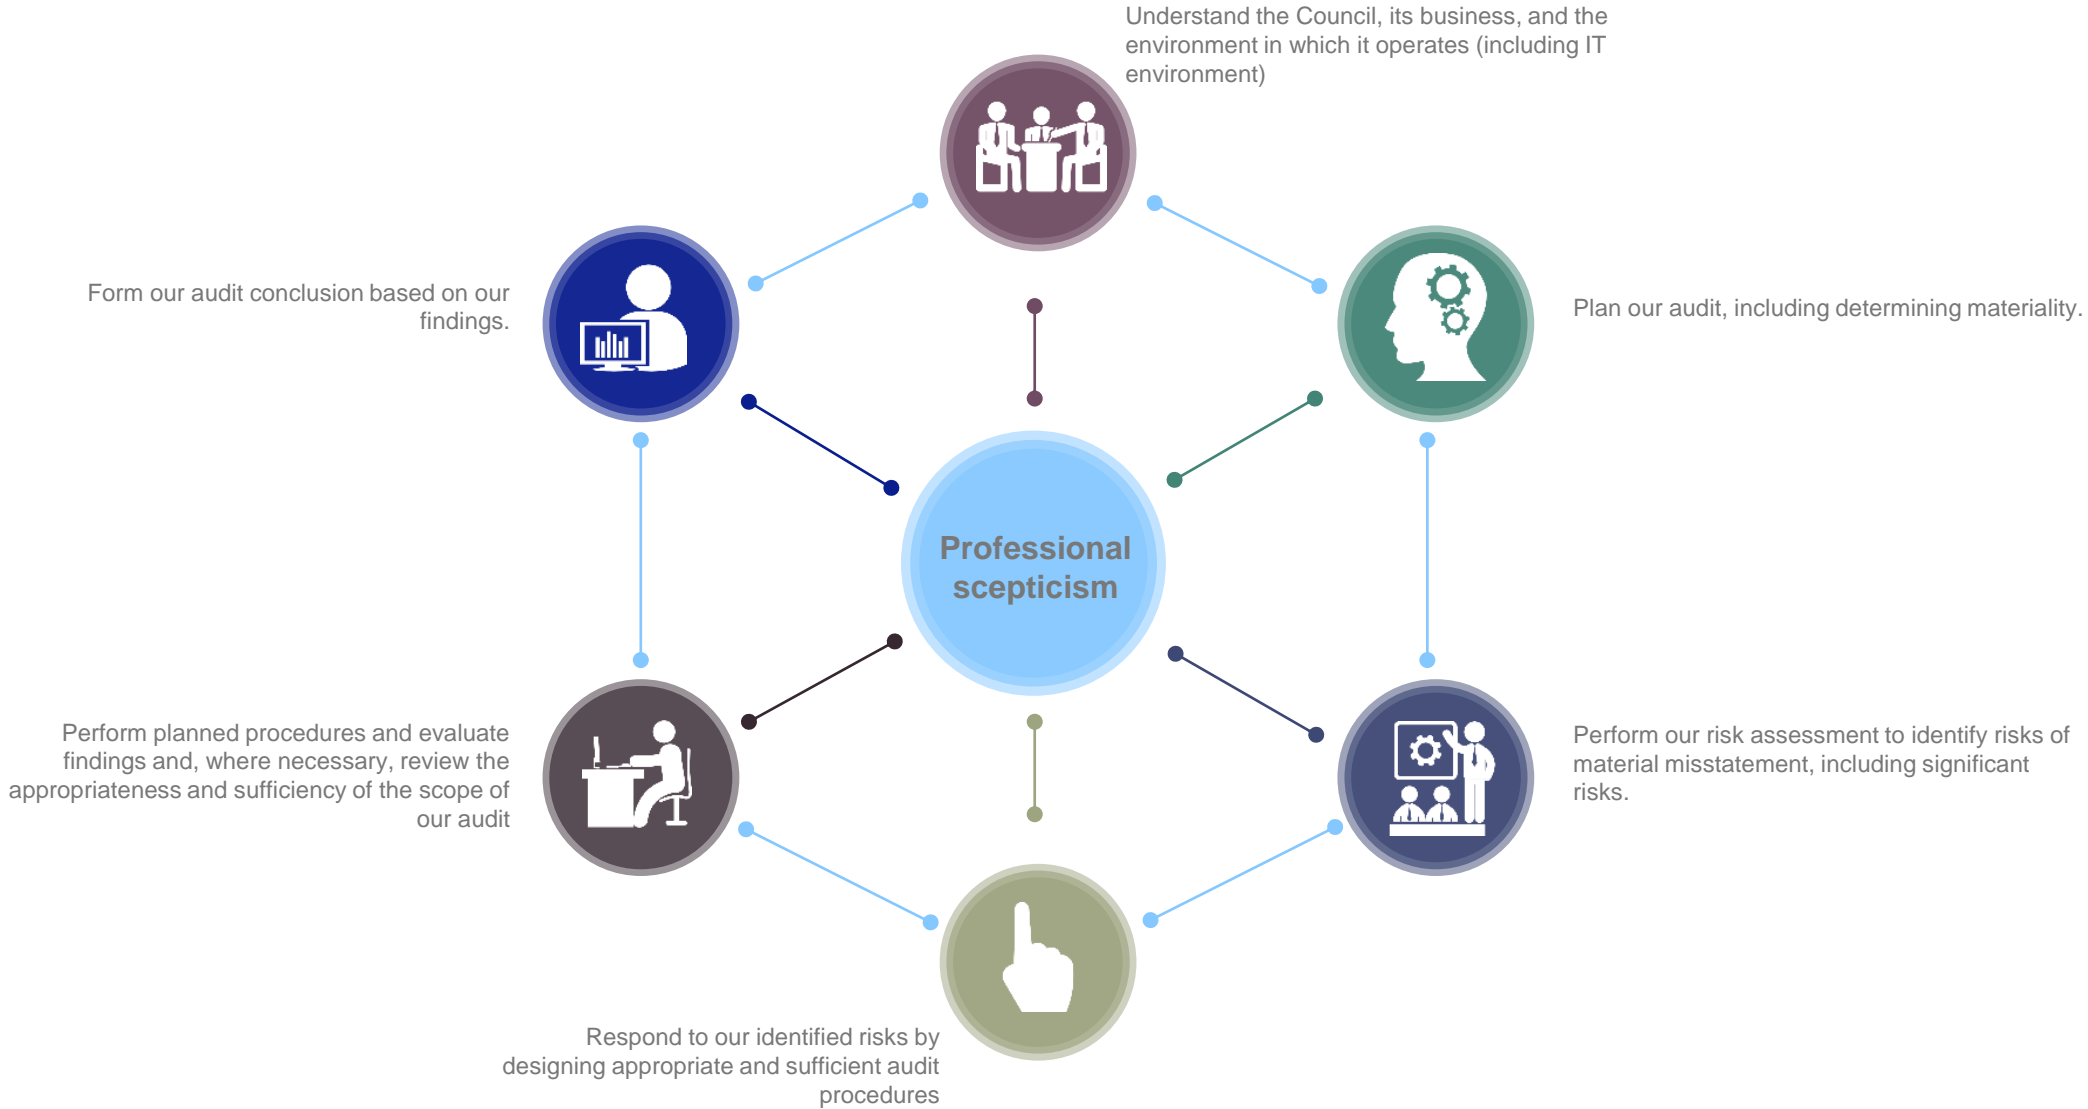 Understand the Council, its business, and the
environment in which it operates (including IT
environment)
Plan our audit, including determining materiality.
Perform our risk assessment to identify risks of
material misstatement, including significant
risks.
Respond to our identified risks by
designing appropriate and sufficient audit
procedures
Perform planned procedures and evaluate
findings and, where necessary, review the
appropriateness and sufficiency of the scope of
our audit
Form our audit conclusion based on our
findings.
Professional
scepticism